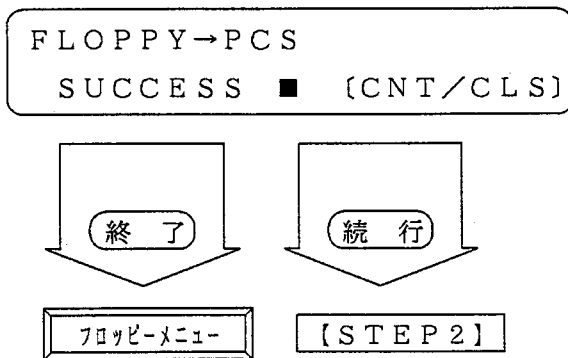 FLOPPY→PCS
SUCCESS ■ [CNT/CLS]
終 了
続 行
フロッピーメニュー
【STEP2】